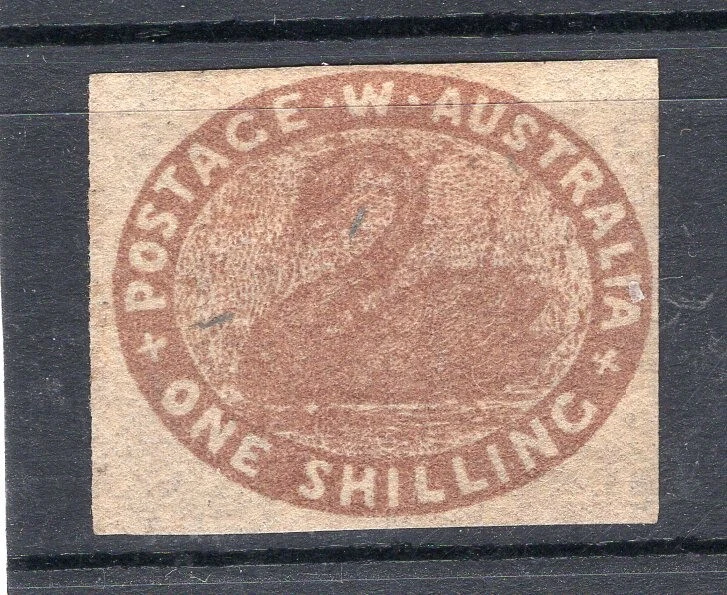 POSTAGE · W · AUSTRALIA
+ ONE SHILLING +